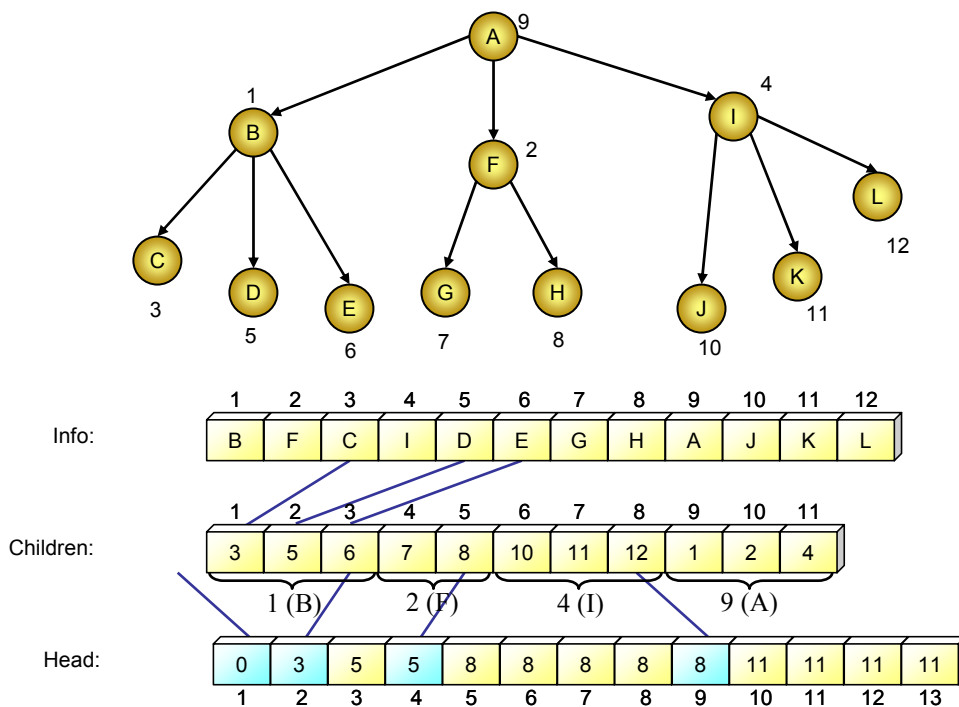 A 9
1 4
B I
F 2
L
12
C
D E G H J K
3 5 6 7 8 10 11
1 2 3 4 5 6 7 8 9 10 11 12
Info: B F C I D E G H A J K L
1 2 3 4 5 6 7 8 9 10 11
Children: 3 5 6 7 8 10 11 12 1 2 4
1 (B) 2 (F) 4 (I) 9 (A)
Head: 0 3 5 5 8 8 8 8 8 11 11 11 11
1 2 3 4 5 6 7 8 9 10 11 12 13